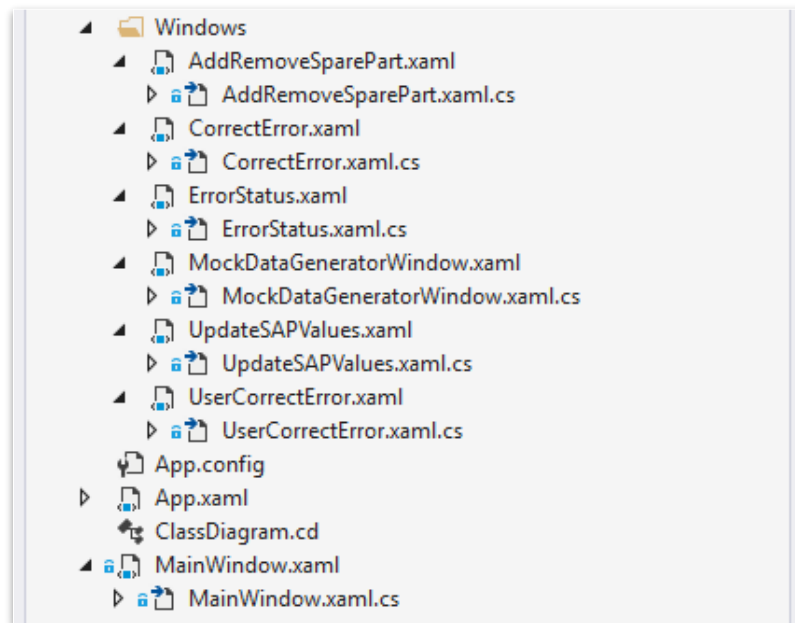 Windows
AddRemoveSparePart.xaml
AddRemoveSparePart.xaml.cs
CorrectError.xaml
CorrectError.xaml.cs
ErrorStatus.xaml
ErrorStatus.xaml.cs
MockDataGeneratorWindow.xaml
MockDataGeneratorWindow.xaml.cs
UpdateSAPValues.xaml
UpdateSAPValues.xaml.cs
UserCorrectError.xaml
UserCorrectError.xaml.cs
App.config
App.xaml
ClassDiagram.cd
MainWindow.xaml
MainWindow.xaml.cs